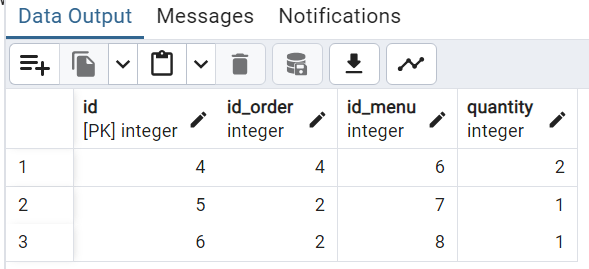 Data Output Messages Notifications
id id_order id_menu quantity
[PK] integer integer integer integer
1 4 4 6 2
2 5 2 7 1
3 6 2 8 1